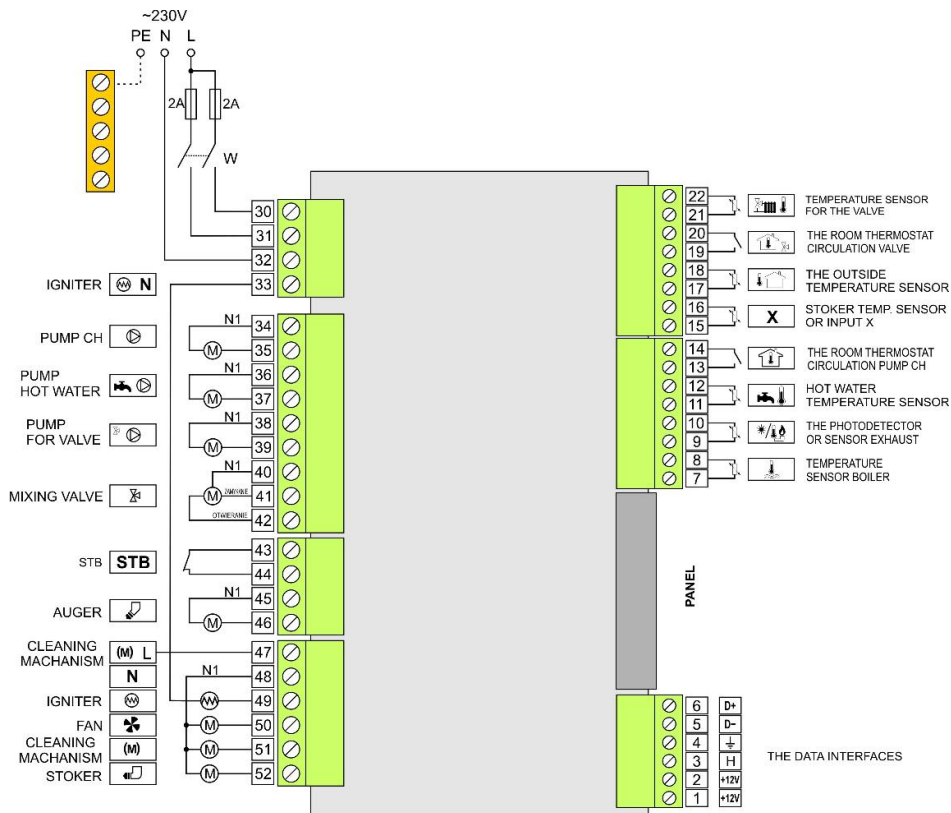 ~230V
PE N L
2A
2A
W
30
31
32
IGNITER
N
33
PUMP CH
N1
34
M
35
PUMP
HOT WATER
N1
36
M
37
PUMP
FOR VALVE
N1
38
M
39
MIXING VALVE
N1
40
M
ZAMYKANIE
41
OTWIERANIE
42
STB
STB
43
44
AUGER
N1
45
M
46
CLEANING
MACHANISM
(M) L
47
N
N1
48
IGNITER
49
FAN
M
50
CLEANING
MACHANISM
(M)
M
51
STOKER
M
52
22
21
TEMPERATURE SENSOR
FOR THE VALVE
20
19
THE ROOM THERMOSTAT
CIRCULATION VALVE
18
17
THE OUTSIDE
TEMPERATURE SENSOR
16
15
X
STOKER TEMP. SENSOR
OR INPUT X
14
13
THE ROOM THERMOSTAT
CIRCULATION PUMP CH
12
11
HOT WATER
TEMPERATURE SENSOR
10
9
THE PHOTODETECTOR
OR SENSOR EXHAUST
8
7
TEMPERATURE
SENSOR BOILER
PANEL
6 D+
5 D-
4
3 H
2 +12V
1 +12V
THE DATA INTERFACES